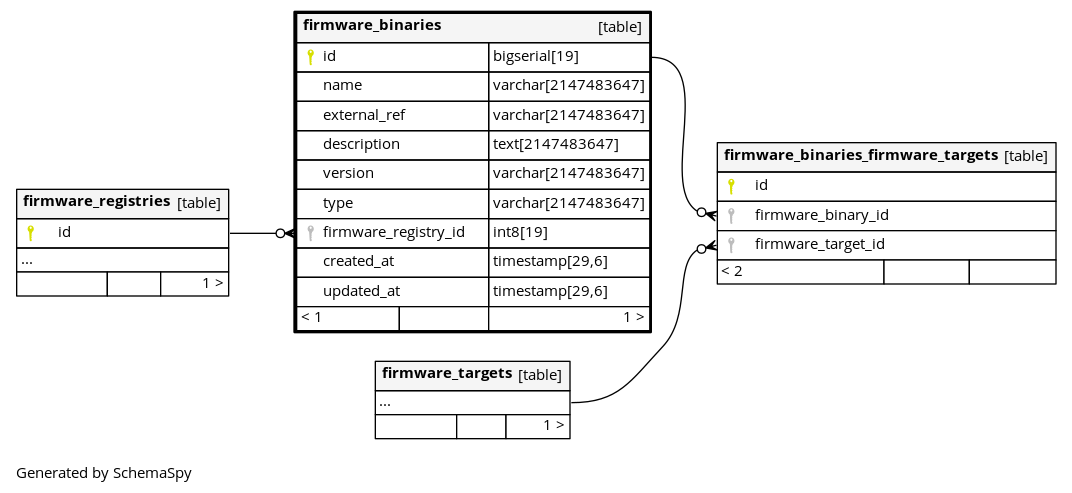 firmware_binaries [table]
id bigserial[19]
name varchar[2147483647]
external_ref varchar[2147483647]
description text[2147483647]
version varchar[2147483647]
type varchar[2147483647]
firmware_registry_id int8[19]
created_at timestamp[29,6]
updated_at timestamp[29,6]
< 1 1 >
firmware_registries [table]
id
...
1 >
firmware_binaries_firmware_targets [table]
id
firmware_binary_id
firmware_target_id
< 2
firmware_targets [table]
...
1 >
Generated by SchemaSpy